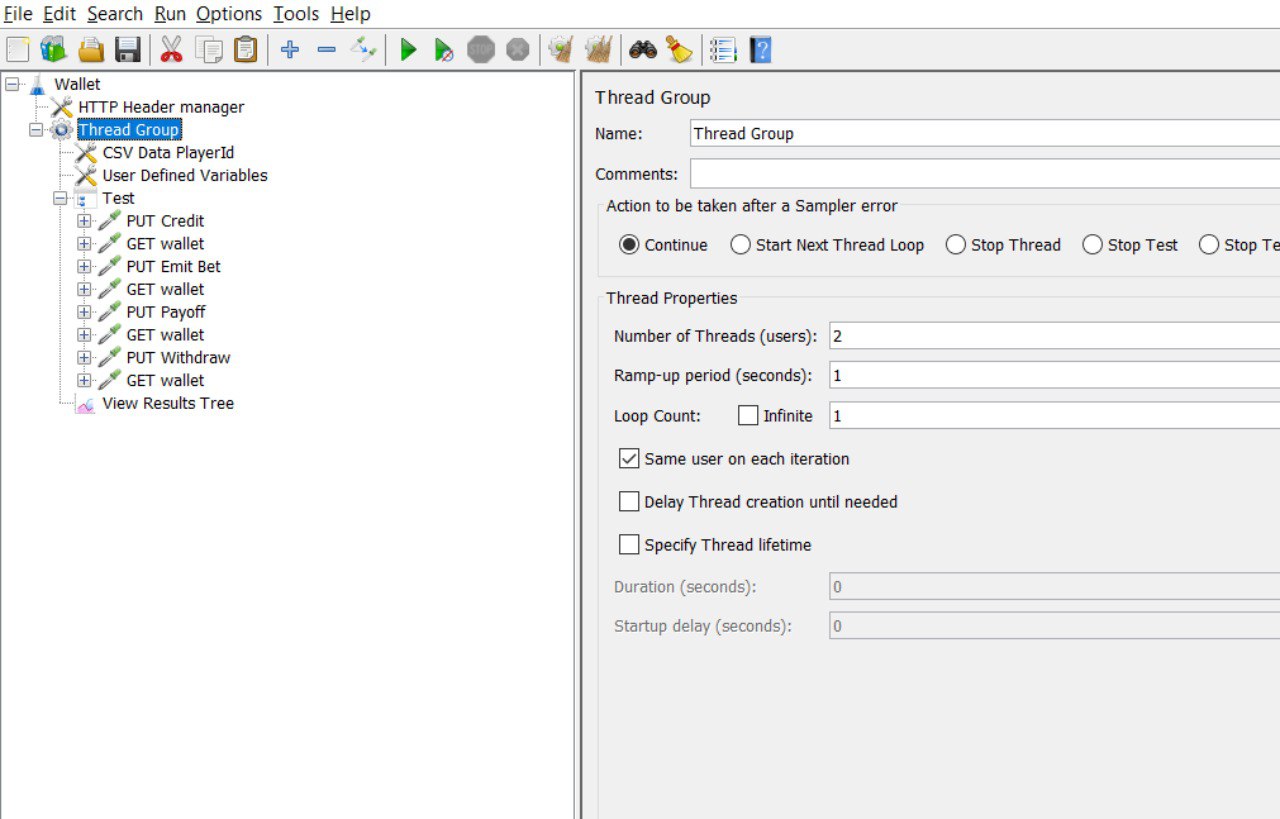 File Edit Search Run Options Tools Help
STOP
Wallet
HTTP Header manager
Thread Group
CSV Data PlayerId
User Defined Variables
Test
PUT Credit
GET wallet
PUT Emit Bet
GET wallet
PUT Payoff
GET wallet
PUT Withdraw
GET wallet
View Results Tree
Thread Group
Name: Thread Group
Comments:
Action to be taken after a Sampler error
Continue Start Next Thread Loop Stop Thread Stop Test Stop Te
Thread Properties
Number of Threads (users): 2
Ramp-up period (seconds): 1
Loop Count: Infinite 1
Same user on each iteration
Delay Thread creation until needed
Specify Thread lifetime
Duration (seconds): 0
Startup delay (seconds): 0